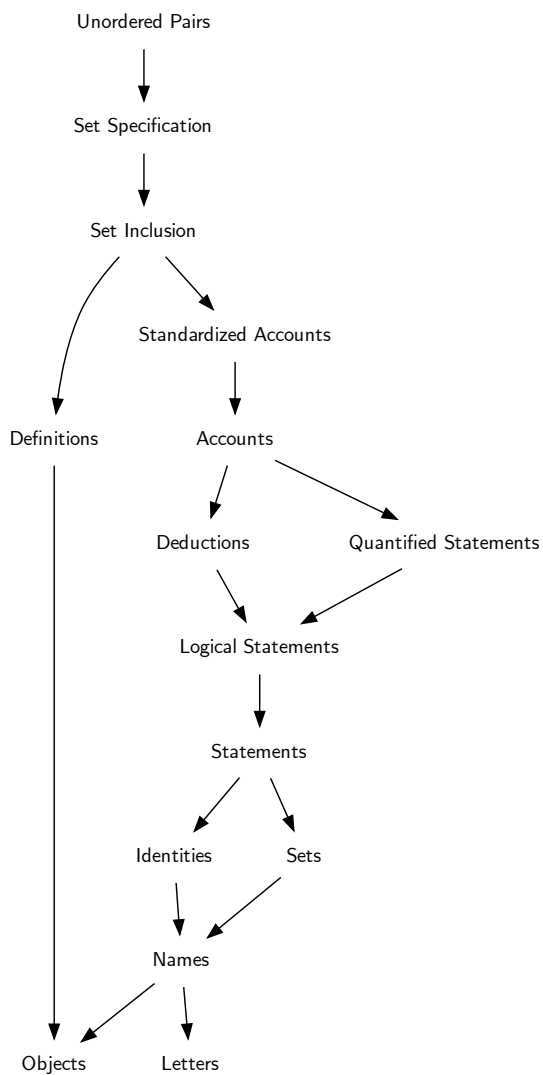 Unordered Pairs
Set Specification
Set Inclusion
Standardized Accounts
Definitions
Accounts
Deductions
Quantified Statements
Logical Statements
Statements
Identities
Sets
Names
Objects
Letters